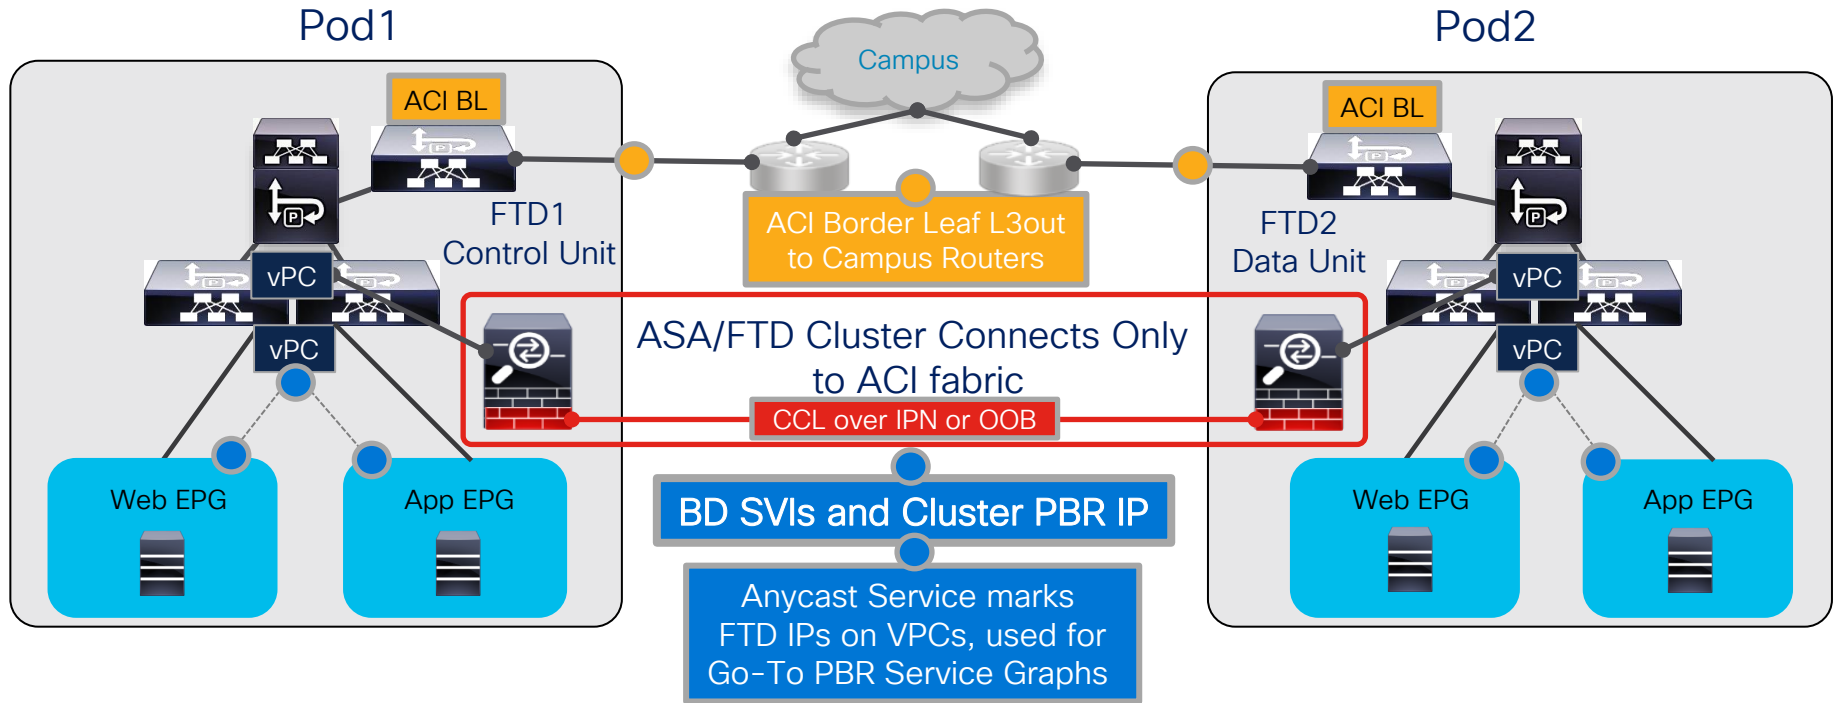 Pod1
Pod2
Campus
ACI BL
ACI BL
P
P
P
P
FTD1
Control Unit
ACI Border Leaf L3out
to Campus Routers
FTD2
Data Unit
P
P
vPC
P
P
vPC
ASA/FTD Cluster Connects Only
to ACI fabric
vPC
vPC
CCL over IPN or OOB
Web EPG
App EPG
BD SVIs and Cluster PBR IP
Web EPG
App EPG
Anycast Service marks
FTD IPs on VPCs, used for
Go-To PBR Service Graphs